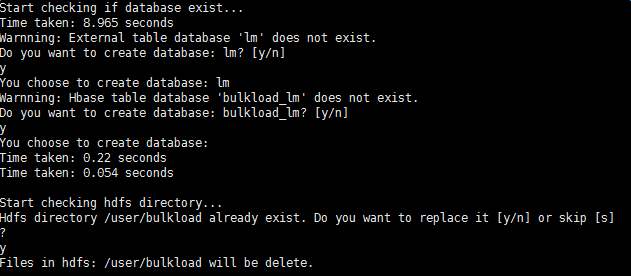 Start checking if database exist...
Time taken: 8.965 seconds
Warnning: External table database 'lm' does not exist.
Do you want to create database: lm? [y/n]
y
You choose to create database: lm
Warnning: Hbase table database 'bulkload_lm' does not exist.
Do you want to create database: bulkload_lm? [y/n]
y
You choose to create database:
Time taken: 0.22 seconds
Time taken: 0.054 seconds
Start checking hdfs directory...
Hdfs directory /user/bulkload already exist. Do you want to replace it [y/n] or skip [s]
?
y
Files in hdfs: /user/bulkload will be delete.